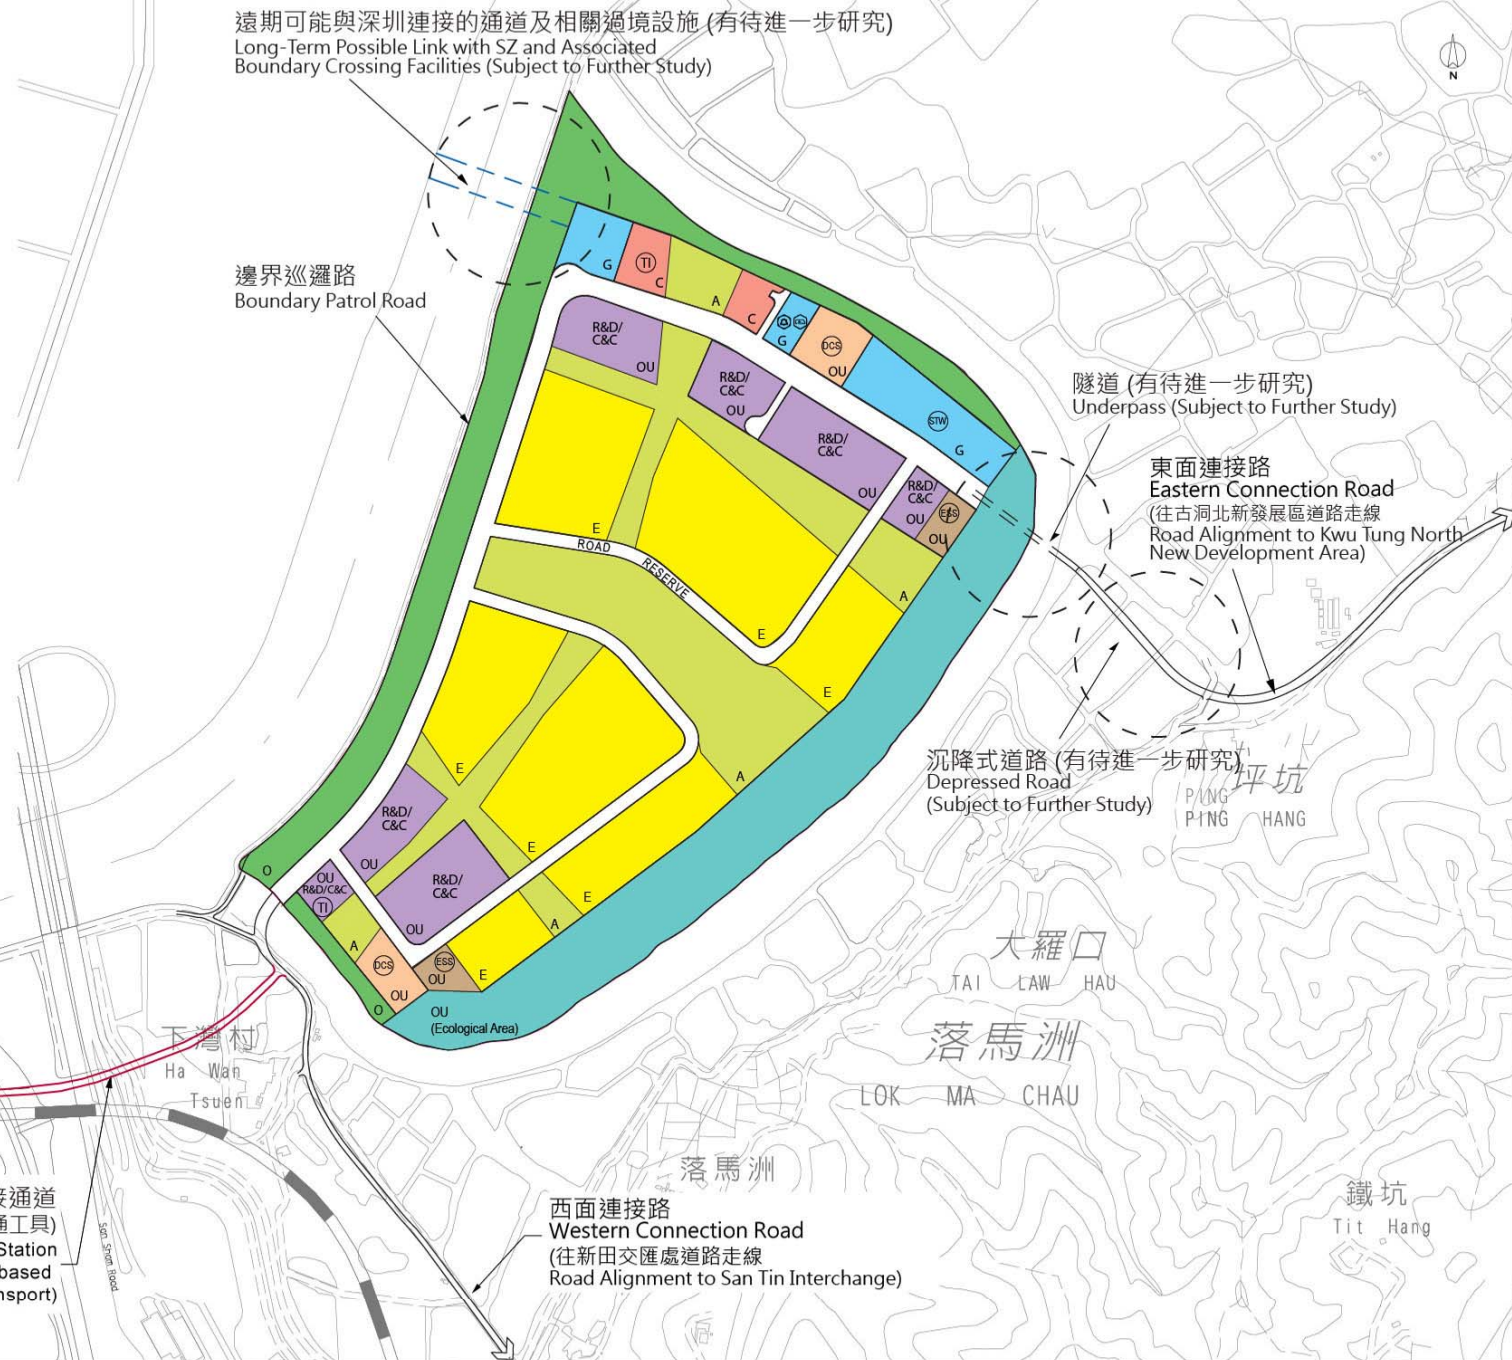 遠期可能與深圳連接的通道及相關過境設施 (有待進一步研究)
Long-Term Possible Link with SZ and Associated
Boundary Crossing Facilities (Subject to Further Study)
N
邊界巡邏路
Boundary Patrol Road
G
TI
C
A
C
G
DCS
OU
STW
G
R&D/
C&C
OU
R&D/
C&C
OU
R&D/
C&C
OU
R&D/
C&C
OU
ESS
OU
隧道 (有待進一步研究)
Underpass (Subject to Further Study)
東面連接路
Eastern Connection Road
(往古洞北新發展區道路走線
Road Alignment to Kwu Tung North
New Development Area)
E
ROAD
RESERVE
E
A
E
沉降式道路 (有待進一步研究)
Depressed Road
(Subject to Further Study)
坪坑
PING
PING HANG
A
E
R&D/
C&C
OU
E
R&D/
C&C
OU
E
A
O
OU
R&D/C&C
TI
A
DCS
OU
ESS
OU
E
O
OU
(Ecological Area)
大羅口
TAI LAW HAU
落馬洲
LOK MA CHAU
下灣村
Ha Wan
Tsuen
落馬洲
鐵坑
Tit Hang
接通道
通工具)
Station
based
nsport)
San Sham Road
西面連接路
Western Connection Road
(往新田交匯處道路走線
Road Alignment to San Tin Interchange)